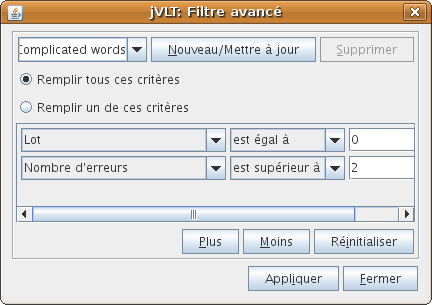 jVLT: Filtre avancé
Complicated words Nouveau/Mettre à jour Supprimer
Remplir tous ces critères
Remplir un de ces critères
Lot est égal à 0
Nombre d'erreurs est supérieur à 2
Plus Moins Réinitialiser
Appliquer Fermer